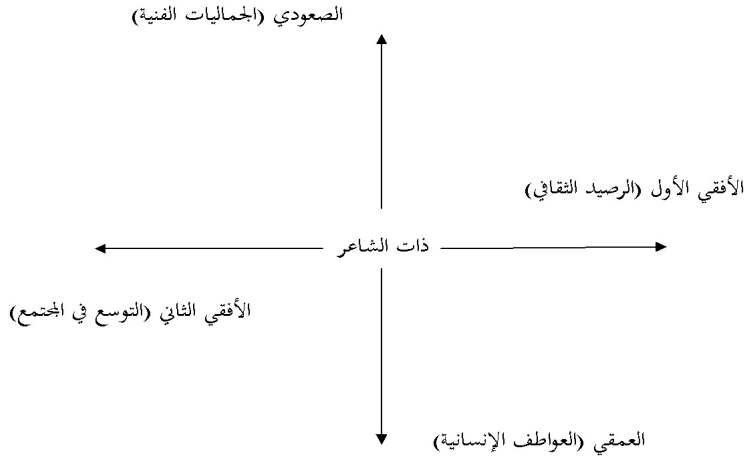 الصعودي (الجماليات الفنية)
الأفقي الأول (الرصيد الثقافي)
ذات الشاعر
الأفقي الثاني (التوسع في المجتمع)
العمقي (العواطف الإنسانية)